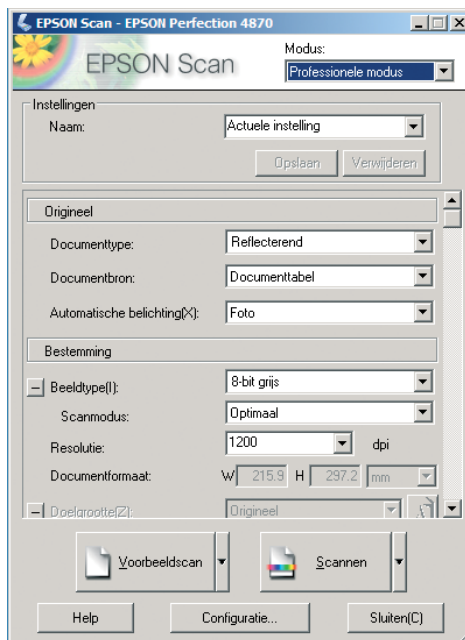 EPSON Scan - EPSON Perfection 4870
EPSON Scan
Modus:
Professionele modus
Instellingen
Naam: Actuele instelling
Opslaan Verwijderen
Origineel
Documenttype: Reflecterend
Documentbron: Documenttabel
Automatische belichting(X): Foto
Bestemming
Beeldtype(I): 8-bit grijs
Scanmodus: Optimaal
Resolutie: 1200 dpi
Documentformaat: W 215.9 H 297.2 mm
Doelgrootte(Z): Origineel
Voorbeeldscan Scannen
Help Configuratie... Sluiten(C)